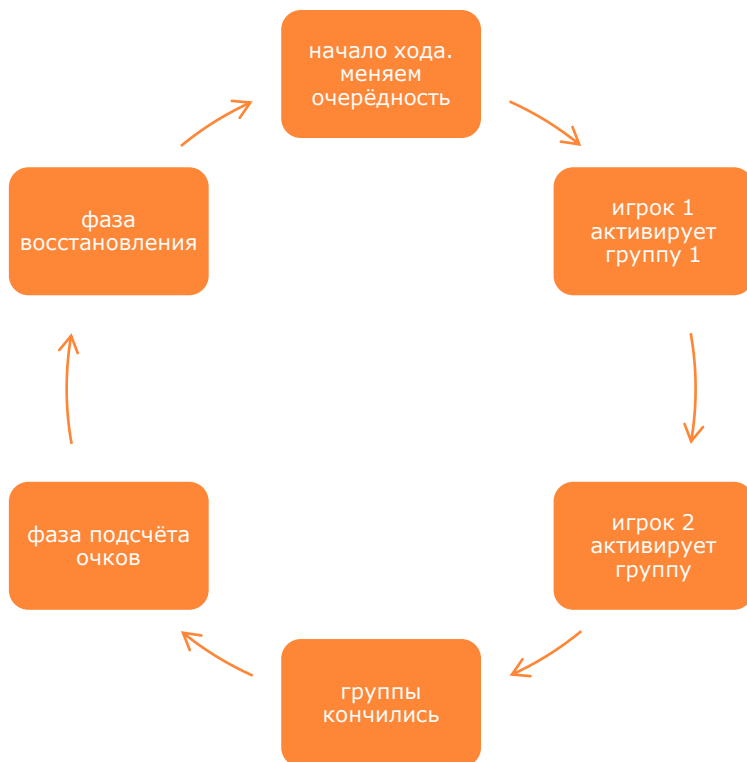 начало хода.
меняем
очерёдность
игрок 1
активирует
группу 1
игрок 2
активирует
группу
группы
кончились
фаза подсчёта
очков
фаза
восстановления